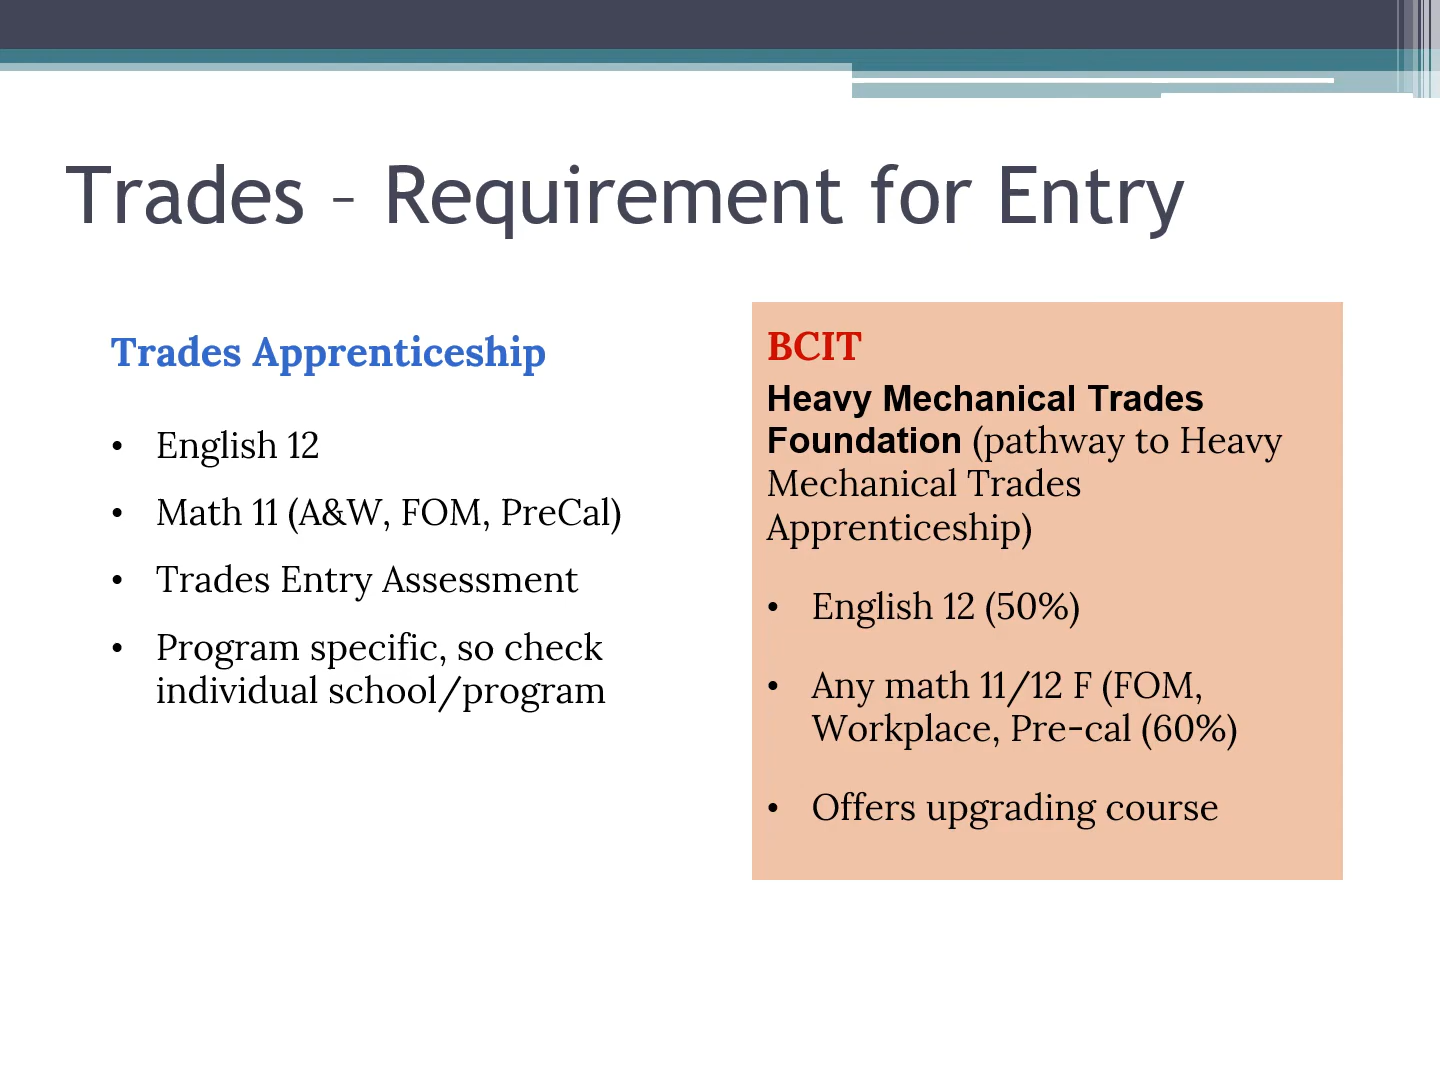 Trades – Requirement for Entry
Trades Apprenticeship
• English 12
• Math 11 (A&W, FOM, PreCal)
• Trades Entry Assessment
• Program specific, so check
individual school/program
BCIT
Heavy Mechanical Trades
Foundation (pathway to Heavy
Mechanical Trades
Apprenticeship)
• English 12 (50%)
• Any math 11/12 F (FOM,
Workplace, Pre-cal (60%)
• Offers upgrading course